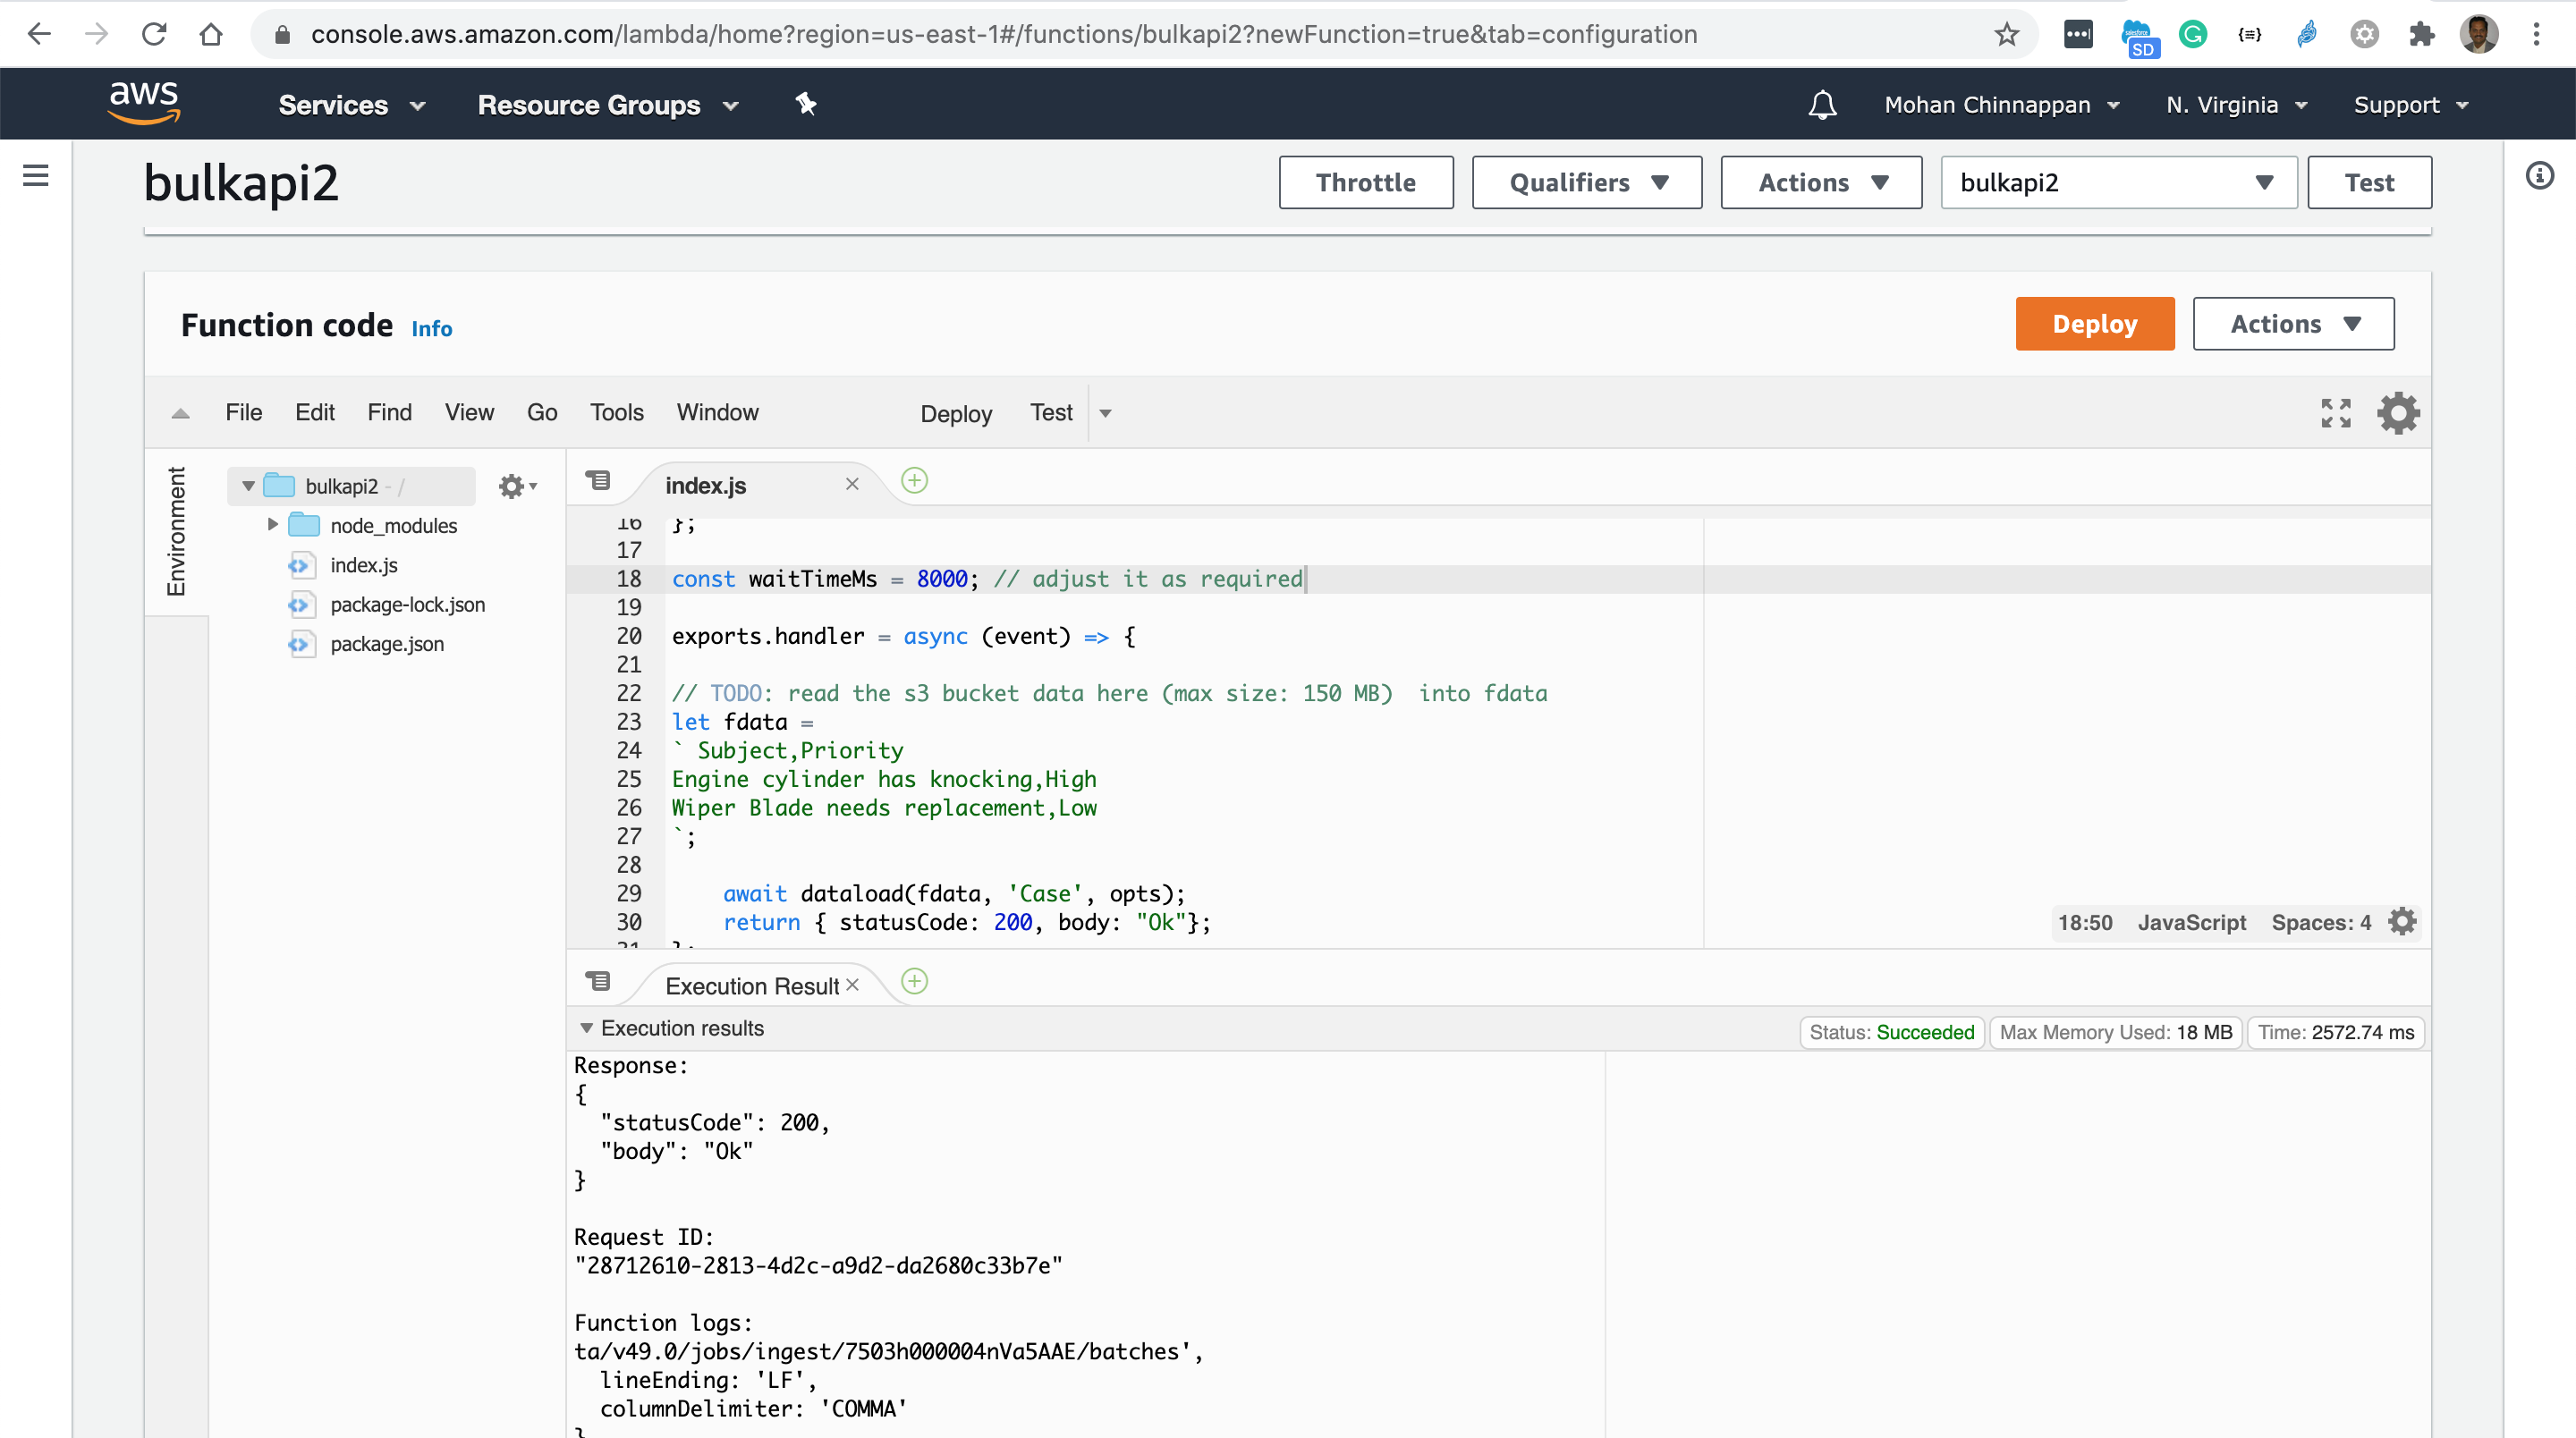 console.aws.amazon.com/lambda/home?region=us-east-1#/functions/bulkapi2?newFunction=true&tab=configuration
salesforce
SD
G
{≡}
aws
Services
Resource Groups
Mohan Chinnappan
N. Virginia
Support
bulkapi2
Throttle
Qualifiers
Actions
bulkapi2
Test
Function code Info
Deploy
Actions
File Edit Find View Go Tools Window Deploy Test
Environment
bulkapi2 - /
node_modules
index.js
package-lock.json
package.json
index.js
16 };
17
18 const waitTimeMs = 8000; // adjust it as required
19
20 exports.handler = async (event) => {
21
22 // TODO: read the s3 bucket data here (max size: 150 MB)  into fdata
23 let fdata =
24 ` Subject,Priority
25 Engine cylinder has knocking,High
26 Wiper Blade needs replacement,Low
27 `;
28
29     await dataload(fdata, 'Case', opts);
30     return { statusCode: 200, body: "Ok"};
31 };
18:50 JavaScript Spaces: 4
Execution Result
Execution results
Status: Succeeded
Max Memory Used: 18 MB
Time: 2572.74 ms
Response:
{
  "statusCode": 200,
  "body": "Ok"
}
Request ID:
"28712610-2813-4d2c-a9d2-da2680c33b7e"
Function logs:
ta/v49.0/jobs/ingest/7503h000004nVa5AAE/batches',
  lineEnding: 'LF',
  columnDelimiter: 'COMMA'
}